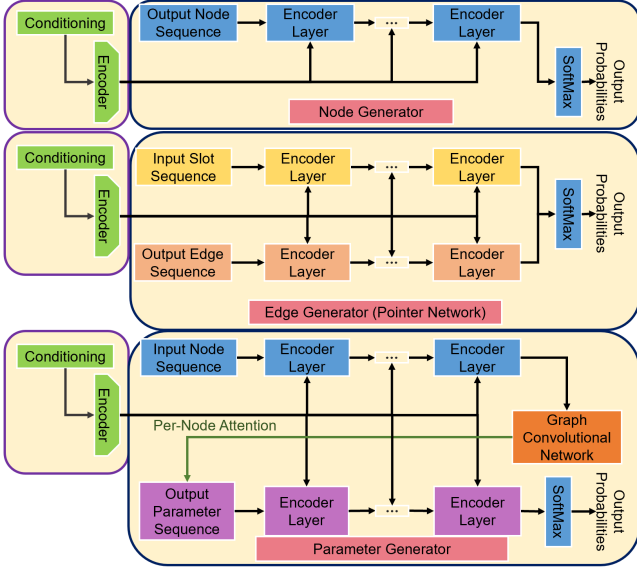 Conditioning
Encoder
Output Node
Sequence
Encoder
Layer
...
Encoder
Layer
SoftMax
Output
Probabilities
Node Generator
Conditioning
Encoder
Input Slot
Sequence
Encoder
Layer
...
Encoder
Layer
Output Edge
Sequence
Encoder
Layer
...
Encoder
Layer
SoftMax
Output
Probabilities
Edge Generator (Pointer Network)
Conditioning
Encoder
Input Node
Sequence
Encoder
Layer
...
Encoder
Layer
Per-Node Attention
Graph
Convolutional
Network
Output
Parameter
Sequence
Encoder
Layer
...
Encoder
Layer
SoftMax
Output
Probabilities
Parameter Generator